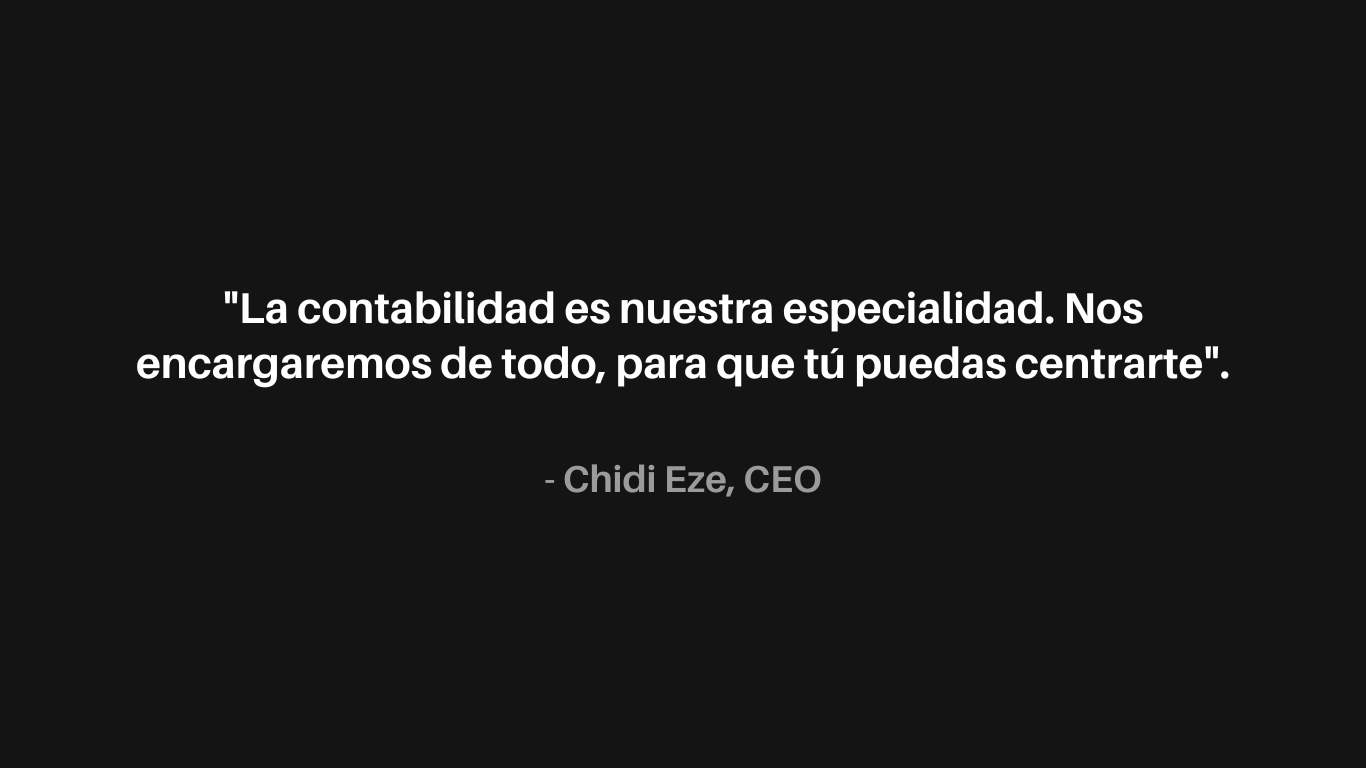 "La contabilidad es nuestra especialidad. Nos
encargaremos de todo, para que tú puedas centrarte".
- Chidi Eze, CEO